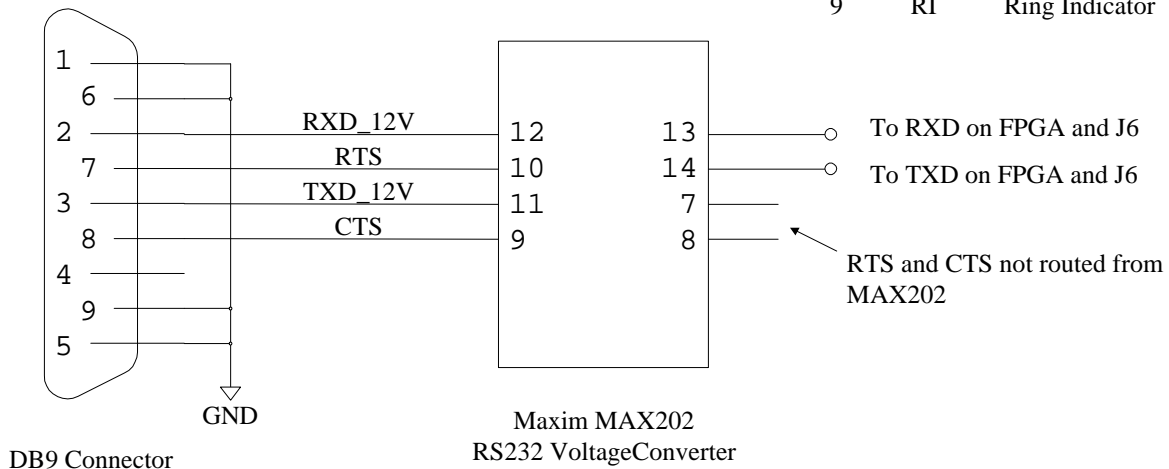 9 RI Ring Indicator
1
6
2 RXD_12V 12 13 To RXD on FPGA and J6
7 RTS 10 14 To TXD on FPGA and J6
3 TXD_12V 11 7
8 CTS 9 8
4
9
5
RTS and CTS not routed from
MAX202
GND
Maxim MAX202
RS232 VoltageConverter
DB9 Connector